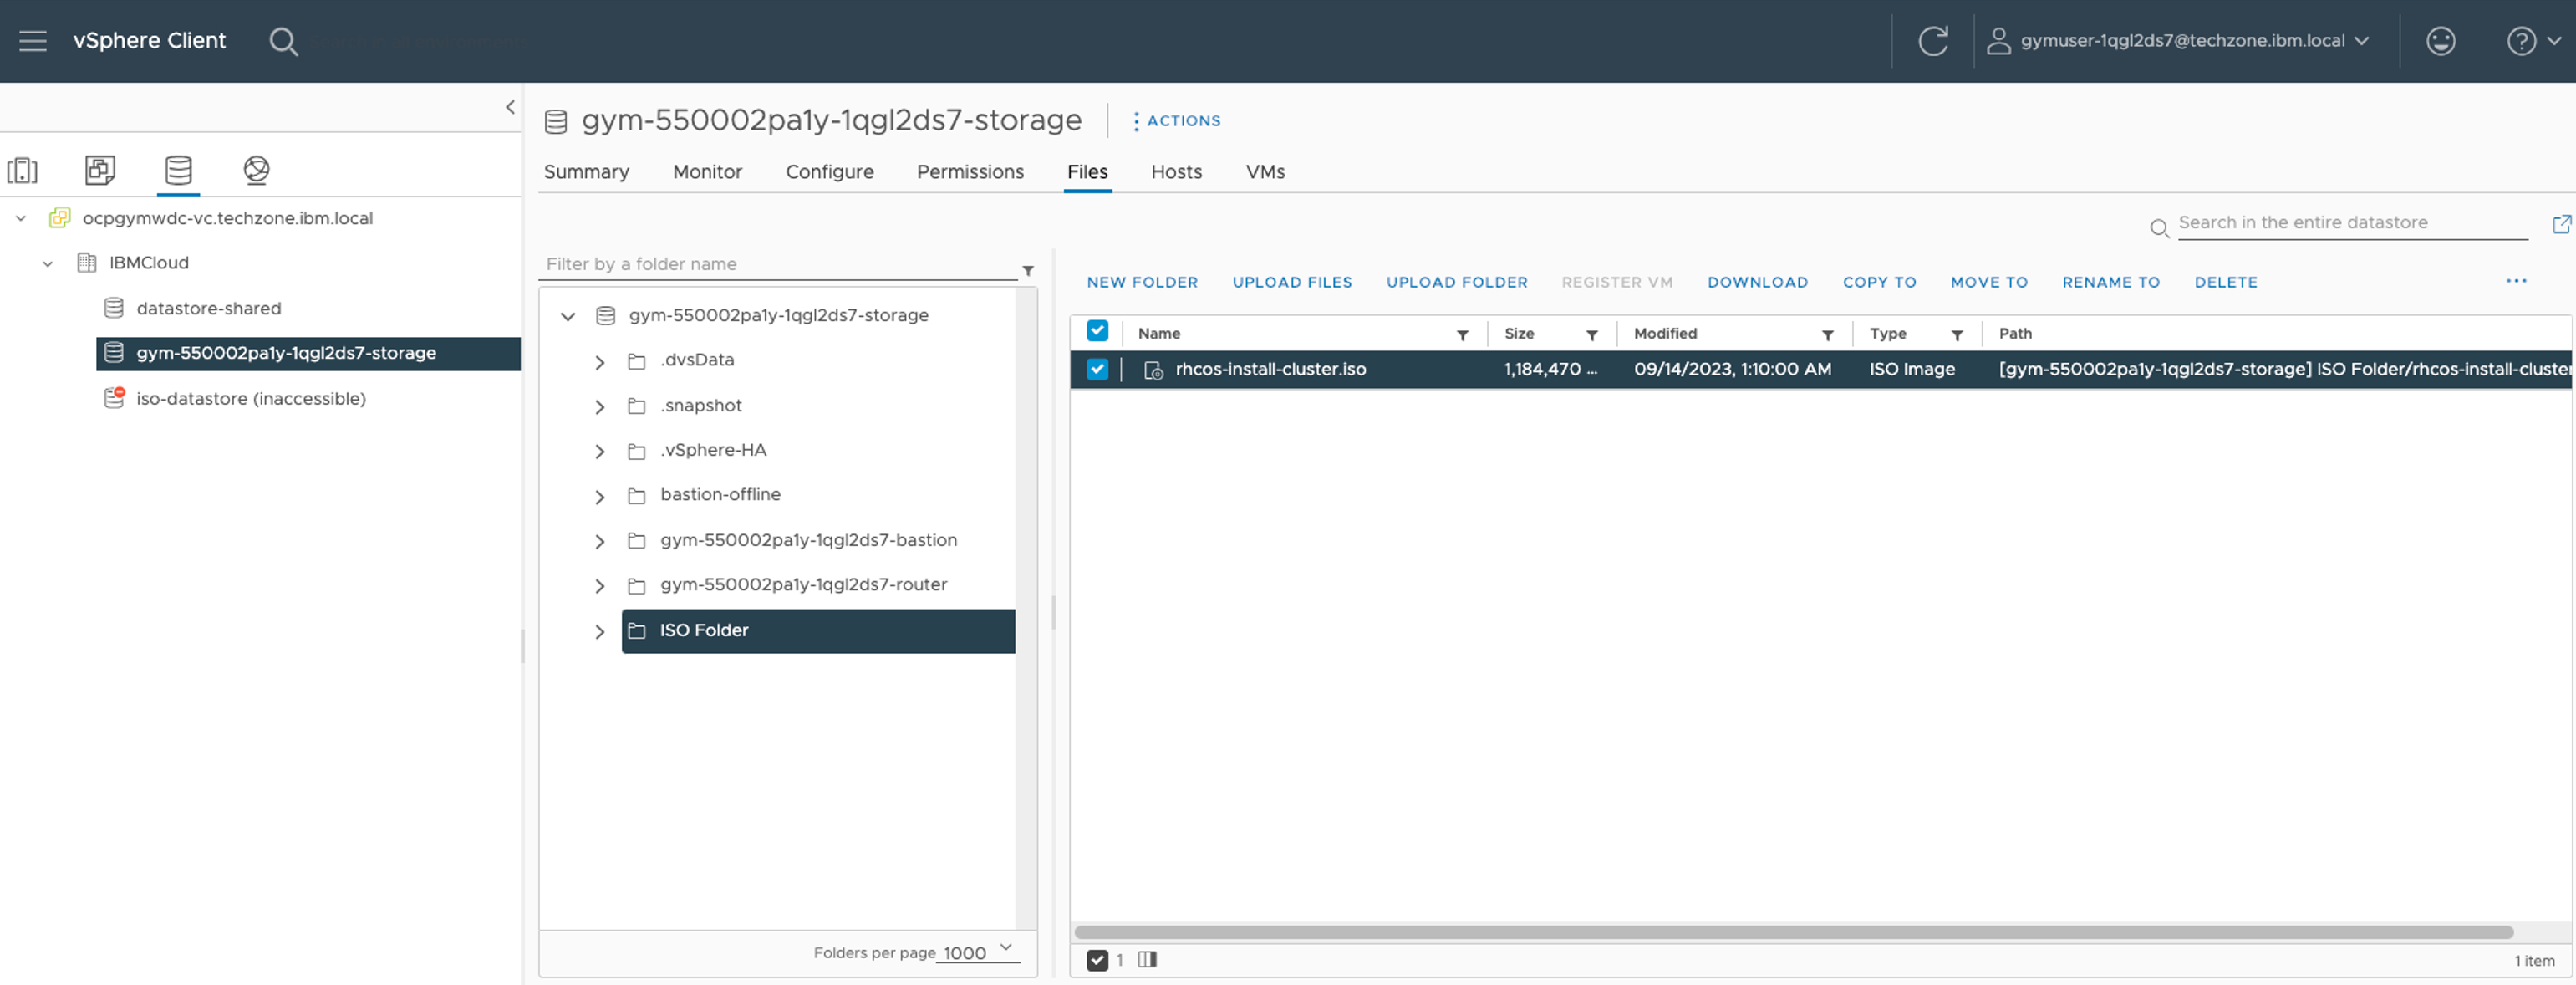 vSphere Client
gymuser-1qgl2ds7@techzone.ibm.local
gym-550002pa1y-1qgl2ds7-storage
ACTIONS
Summary Monitor Configure Permissions Files Hosts VMs
ocpgymwdc-vc.techzone.ibm.local
IBMCloud
datastore-shared
gym-550002pa1y-1qgl2ds7-storage
iso-datastore (inaccessible)
Search in the entire datastore
Filter by a folder name
gym-550002pa1y-1qgl2ds7-storage
.dvsData
.snapshot
.vSphere-HA
bastion-offline
gym-550002pa1y-1qgl2ds7-bastion
gym-550002pa1y-1qgl2ds7-router
ISO Folder
Folders per page 1000
NEW FOLDER UPLOAD FILES UPLOAD FOLDER REGISTER VM DOWNLOAD COPY TO MOVE TO RENAME TO DELETE ...
Name Size Modified Type Path
rhcos-install-cluster.iso 1,184,470 ... 09/14/2023, 1:10:00 AM ISO Image [gym-550002pa1y-1qgl2ds7-storage] ISO Folder/rhcos-install-cluster
1
1 item